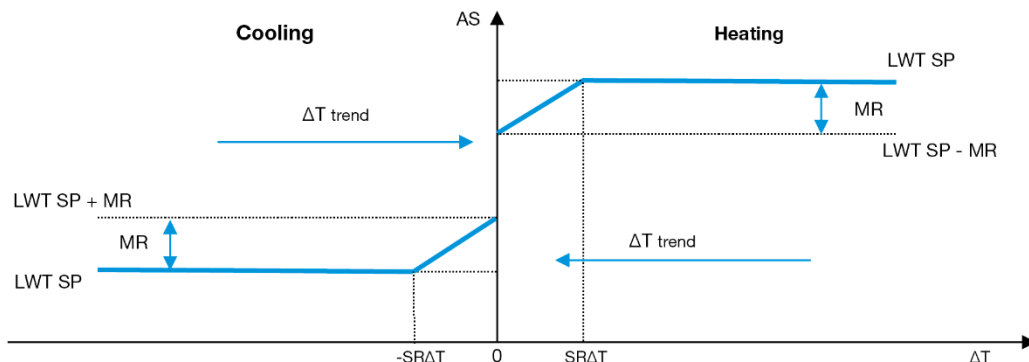 Cooling
AS
Heating
LWT SP
ΔT trend
MR
LWT SP - MR
LWT SP + MR
MR
ΔT trend
LWT SP
-SRΔT
0
SRΔT
ΔT